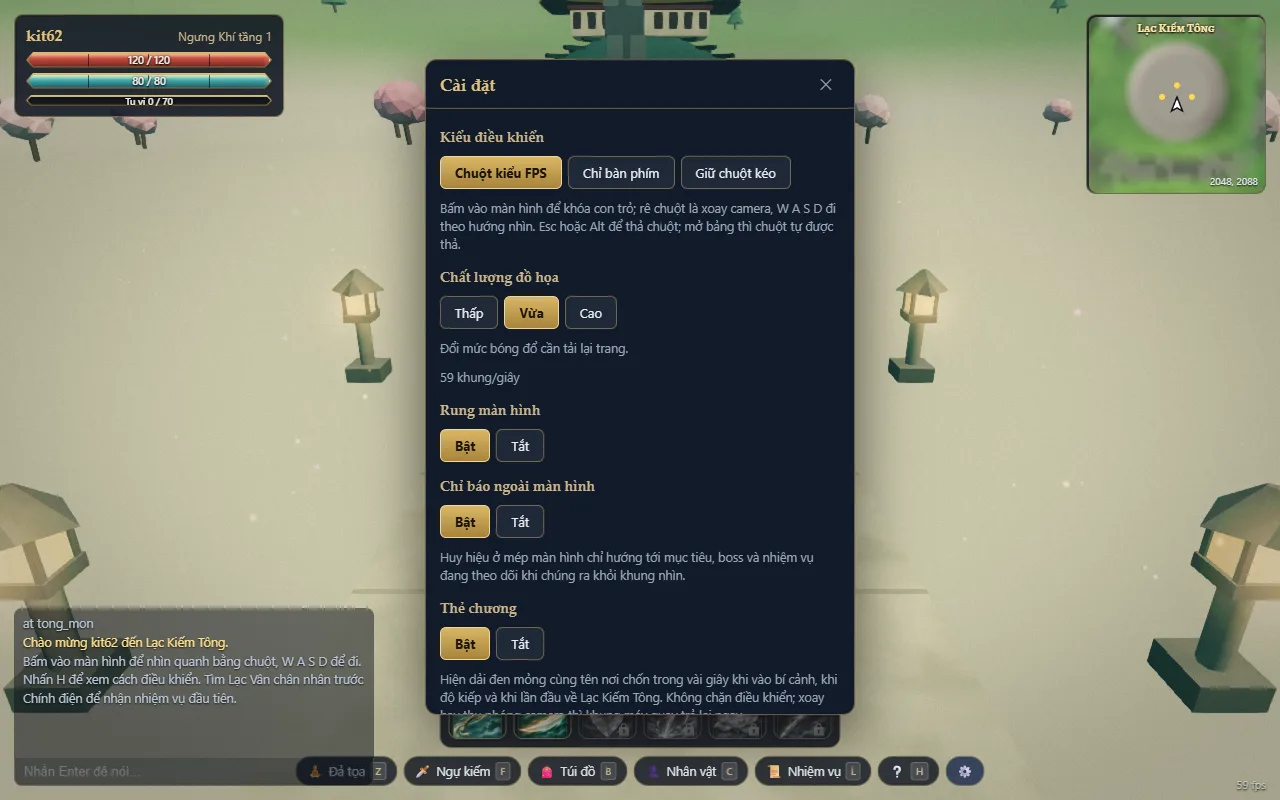 kit62
Ngưng Khí tầng 1
120 / 120
80 / 80
Tu vi 0 / 70
LẠC KIẾM TÔNG
2048, 2088
Cài đặt
Kiểu điều khiển
Chuột kiểu FPS
Chỉ bàn phím
Giữ chuột kéo
Bấm vào màn hình để khóa con trỏ; rê chuột là xoay camera, W A S D đi
theo hướng nhìn. Esc hoặc Alt để thả chuột; mở bảng thì chuột tự được
thả.
Chất lượng đồ họa
Thấp
Vừa
Cao
Đổi mức bóng đổ cần tải lại trang.
59 khung/giây
Rung màn hình
Bật
Tắt
Chỉ báo ngoài màn hình
Bật
Tắt
Huy hiệu ở mép màn hình chỉ hướng tới mục tiêu, boss và nhiệm vụ
đang theo dõi khi chúng ra khỏi khung nhìn.
Thẻ chương
Bật
Tắt
Hiện dải đen mỏng cùng tên nơi chốn trong vài giây khi vào bí cảnh, khi
độ kiếp và khi lần đầu về Lạc Kiếm Tông. Không chặn điều khiển; xoay
at tong_mon
Chào mừng kit62 đến Lạc Kiếm Tông.
Bấm vào màn hình để nhìn quanh bằng chuột, W A S D để đi.
Nhấn H để xem cách điều khiển. Tìm Lạc Vân chân nhân trước
Chính điện để nhận nhiệm vụ đầu tiên.
Nhấn Enter để nói...
Đả tọa Z
Ngự kiếm F
Túi đồ B
Nhân vật C
Nhiệm vụ L
? H
59 fps